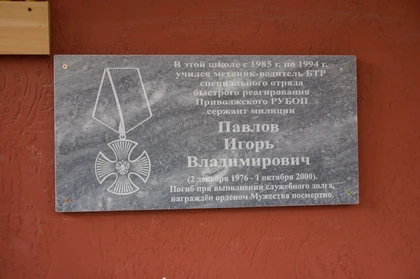 В этой школе с 1985 г. по 1994 г.
учился механик-водитель БТР
специального отряда
быстрого реагирования
Приволжского РУБОП
сержант милиции
Павлов
Игорь
Владимирович
(2 декабря 1976 - 1 октября 2000).
Погиб при выполнении служебного долга,
награждён орденом Мужества посмертно.